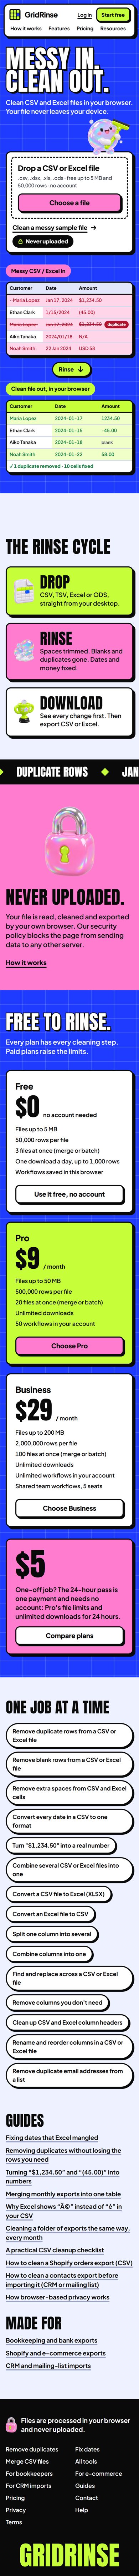 GridRinse
Log in
Start free
How it works
Features
Pricing
Resources
MESSY IN.
CLEAN OUT.
Clean CSV and Excel files in your browser.
Your file never leaves your device.
Drop a CSV or Excel file
.csv, .xlsx, .xls, .ods · free up to 5 MB and
50,000 rows · no account
Choose a file
Clean a messy sample file →
Never uploaded
Messy CSV / Excel in
Customer Date Amount
Maria Lopez Jan 17, 2024 $1,234.50
Ethan Clark 1/15/2024 (45.00)
Maria Lopez Jan 17, 2024 $1,234.50 duplicate
Aiko Tanaka 2024/01/18 N/A
Noah Smith 22 Jan 2024 USD 58
Rinse ↓
Clean file out, in your browser
Customer Date Amount
Maria Lopez 2024-01-17 1234.50
Ethan Clark 2024-01-15 -45.00
Aiko Tanaka 2024-01-18 blank
Noah Smith 2024-01-22 58.00
✓ 1 duplicate removed · 10 cells fixed
THE RINSE CYCLE
DROP
CSV, TSV, Excel or ODS,
straight from your desktop.
RINSE
Spaces trimmed. Blanks and
duplicates gone. Dates and
money fixed.
DOWNLOAD
See every change first. Then
export CSV or Excel.
DUPLICATE ROWS
JAN
NEVER UPLOADED.
Your file is read, cleaned and exported
by your own browser. Our security
policy blocks the page from sending
data to any other server.
How it works
FREE TO RINSE.
Every plan has every cleaning step.
Paid plans raise the limits.
Free
$0 no account needed
Files up to 5 MB
50,000 rows per file
3 files at once (merge or batch)
One download a day, up to 1,000 rows
Workflows saved in this browser
Use it free, no account
Pro
$9 / month
Files up to 50 MB
500,000 rows per file
20 files at once (merge or batch)
Unlimited downloads
50 workflows in your account
Choose Pro
Business
$29 / month
Files up to 200 MB
2,000,000 rows per file
100 files at once (merge or batch)
Unlimited downloads
Unlimited workflows in your account
Shared team workflows, 5 seats
Choose Business
$5
One-off job? The 24-hour pass is
one payment and needs no
account: Pro's file limits and
unlimited downloads for 24 hours.
Compare plans
ONE JOB AT A TIME
Remove duplicate rows from a CSV or
Excel file
Remove blank rows from a CSV or Excel
file
Remove extra spaces from CSV and Excel
cells
Convert every date in a CSV to one
format
Turn "$1,234.50" into a real number
Combine several CSV or Excel files into
one
Convert a CSV file to Excel (XLSX)
Convert an Excel file to CSV
Split one column into several
Combine columns into one
Find and replace across a CSV or Excel
file
Remove columns you don't need
Clean up CSV and Excel column headers
Rename and reorder columns in a CSV or
Excel file
Remove duplicate email addresses from
a list
GUIDES
Fixing dates that Excel mangled
Removing duplicates without losing the
rows you need
Turning “$1,234.50” and “(45.00)” into
numbers
Merging monthly exports into one table
Why Excel shows “Ã©” instead of “é” in
your CSV
Cleaning a folder of exports the same way,
every month
A practical CSV cleanup checklist
How to clean a Shopify orders export (CSV)
How to clean a contacts export before
importing it (CRM or mailing list)
How browser-based privacy works
MADE FOR
Bookkeeping and bank exports
Shopify and e-commerce exports
CRM and mailing-list imports
Files are processed in your browser
and never uploaded.
Remove duplicates
Fix dates
Merge CSV files
All tools
For bookkeepers
For e-commerce
For CRM imports
Guides
Pricing
Contact
Privacy
Help
Terms
GRIDRINSE